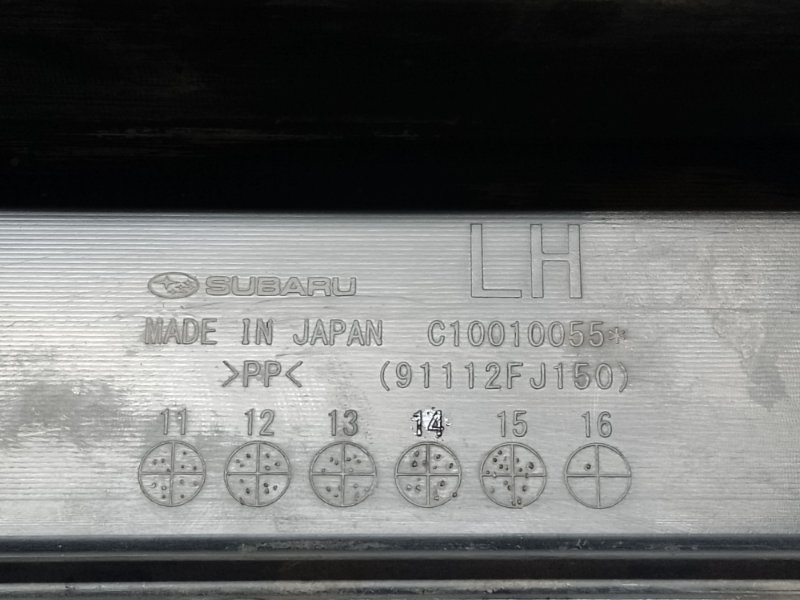 LH
SUBARU
MADE IN JAPAN C10010055*
>PP< (91112FJ150)
11 12 13 14 15 16